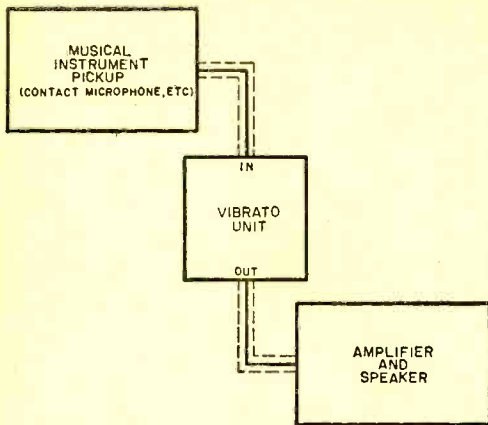 MUSICAL
INSTRUMENT
PICKUP
(CONTACT MICROPHONE, ETC)
IN
VIBRATO
UNIT
OUT
AMPLIFIER
AND
SPEAKER